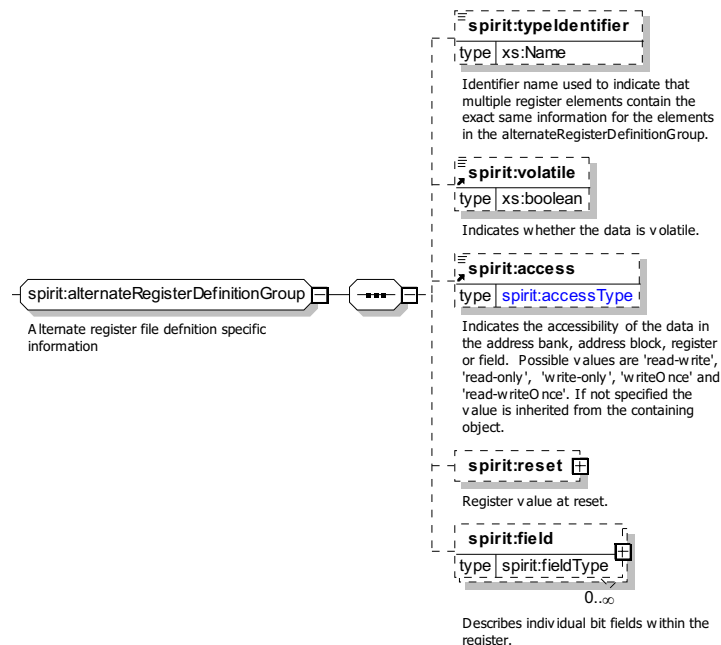 spirit:typeIdentifier
type xs:Name
Identifier name used to indicate that
multiple register elements contain the
exact same information for the elements
in the alternateRegisterDefinitionGroup.
spirit:volatile
type xs:boolean
Indicates whether the data is volatile.
spirit:access
type spirit:accessType
Indicates the accessibility of the data in
the address bank, address block, register
or field. Possible values are 'read-write',
'read-only', 'write-only', 'writeOnce' and
'read-writeOnce'. If not specified the
value is inherited from the containing
object.
spirit:alternateRegisterDefinitionGroup
Alternate register file defnition specific
information
spirit:reset
Register value at reset.
spirit:field
type spirit:fieldType
0..∞
Describes individual bit fields within the
register.